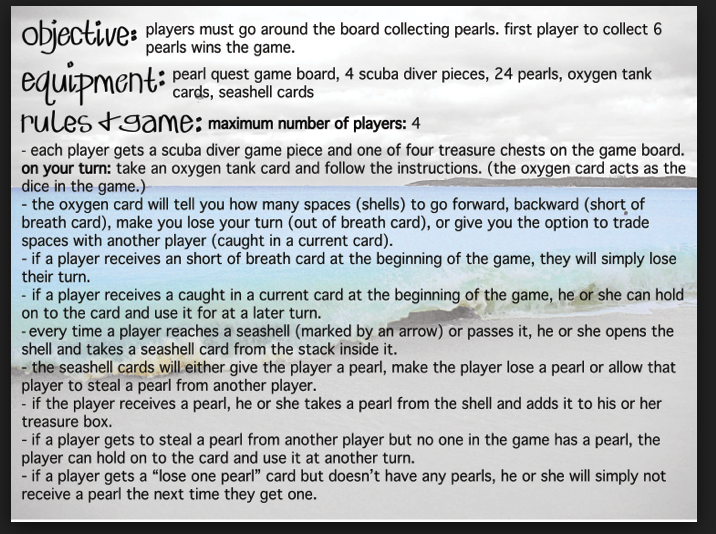 objective: players must go around the board collecting pearls. first player to collect 6
pearls wins the game.
equipment: pearl quest game board, 4 scuba diver pieces, 24 pearls, oxygen tank
cards, seashell cards
rules + game: maximum number of players: 4
- each player gets a scuba diver game piece and one of four treasure chests on the game board.
on your turn: take an oxygen tank card and follow the instructions. (the oxygen card acts as the
dice in the game.)
- the oxygen card will tell you how many spaces (shells) to go forward, backward (short of
breath card), make you lose your turn (out of breath card), or give you the option to trade
spaces with another player (caught in a current card).
- if a player receives an short of breath card at the beginning of the game, they will simply lose
their turn.
- if a player receives a caught in a current card at the beginning of the game, he or she can hold
on to the card and use it for at a later turn.
- every time a player reaches a seashell (marked by an arrow) or passes it, he or she opens the
shell and takes a seashell card from the stack inside it.
- the seashell cards will either give the player a pearl, make the player lose a pearl or allow that
player to steal a pearl from another player.
- if the player receives a pearl, he or she takes a pearl from the shell and adds it to his or her
treasure box.
- if a player gets to steal a pearl from another player but no one in the game has a pearl, the
player can hold on to the card and use it at another turn.
- if a player gets a “lose one pearl” card but doesn’t have any pearls, he or she will simply not
receive a pearl the next time they get one.